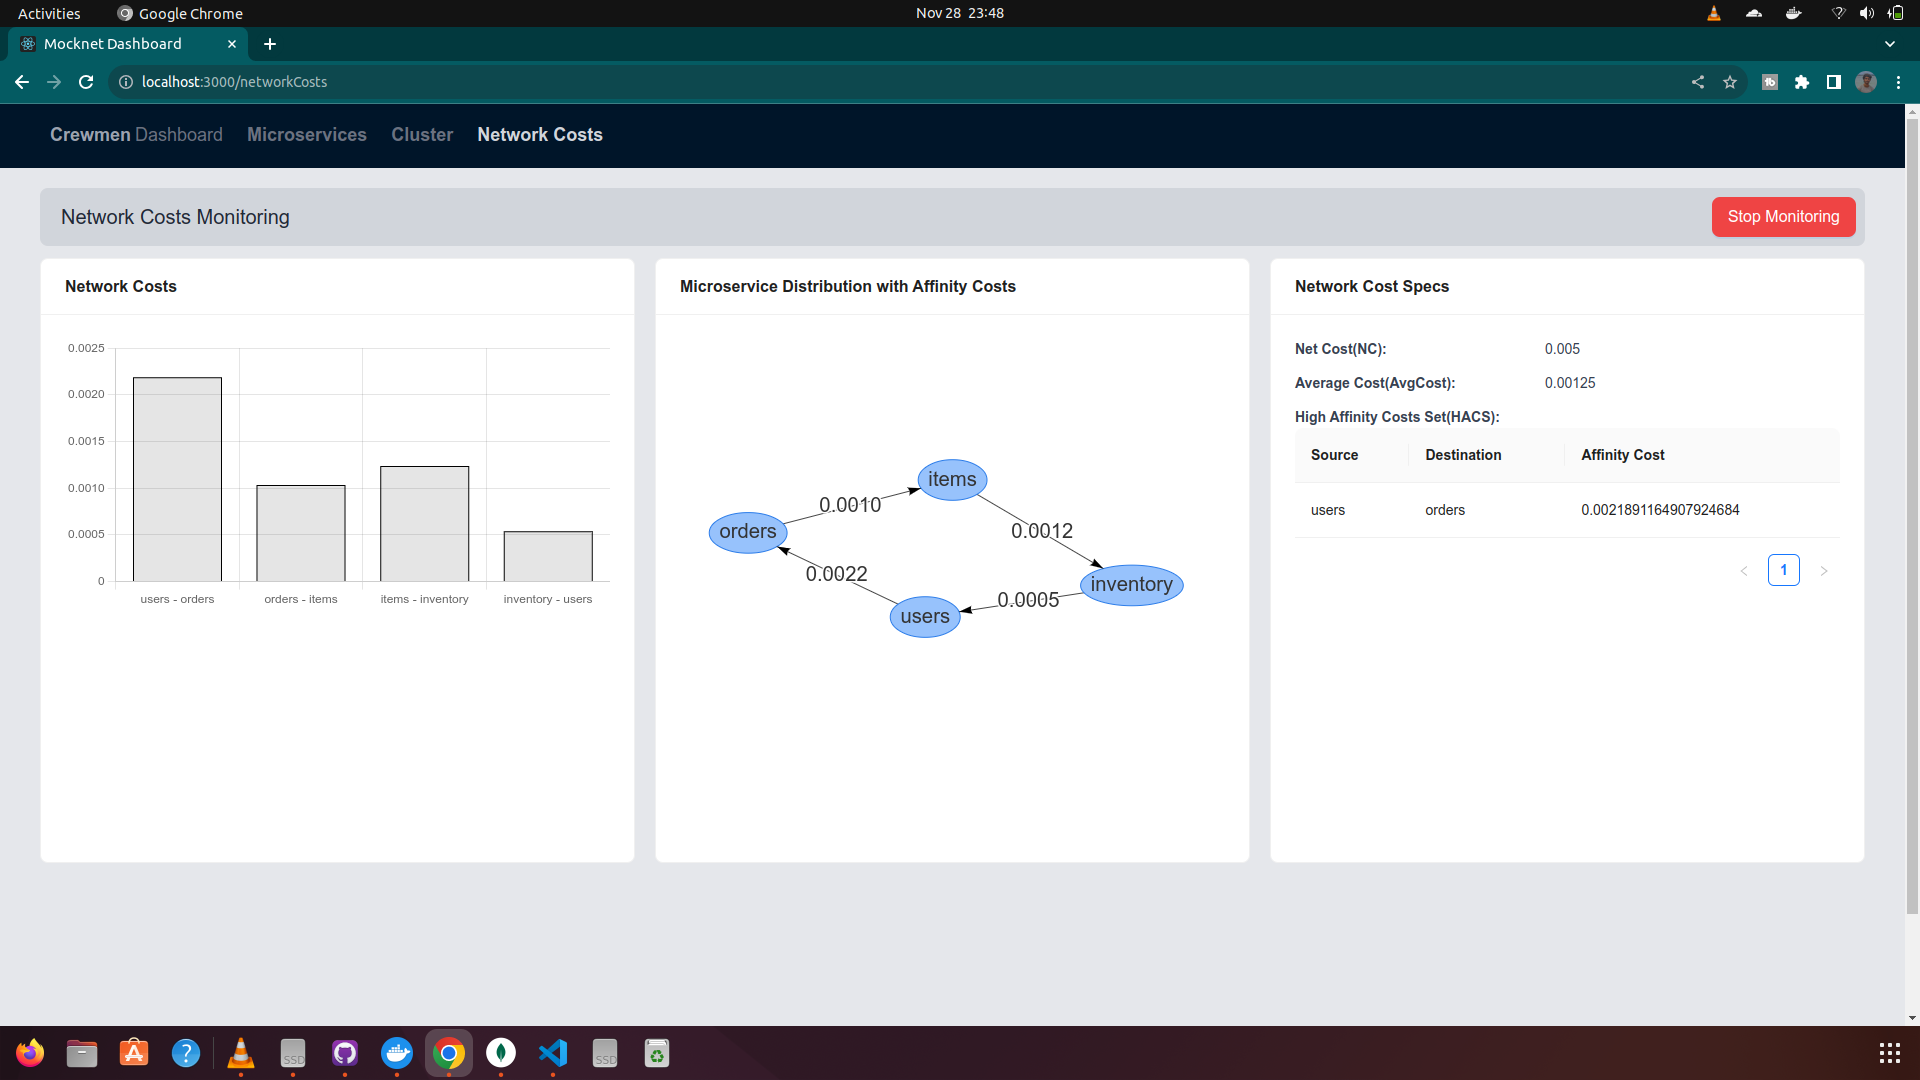 Activities
Google Chrome
Nov 28 23:48
Mocknet Dashboard
localhost:3000/networkCosts
Crewmen Dashboard
Microservices
Cluster
Network Costs
Network Costs Monitoring
Stop Monitoring
Network Costs
0.0025
0.0020
0.0015
0.0010
0.0005
0
users - orders
orders - items
items - inventory
inventory - users
Microservice Distribution with Affinity Costs
items
0.0010
orders
0.0012
0.0022
inventory
0.0005
users
Network Cost Specs
Net Cost(NC): 0.005
Average Cost(AvgCost): 0.00125
High Affinity Costs Set(HACS):
Source Destination Affinity Cost
users orders 0.0021891164907924684
< 1 >
SSD
SSD